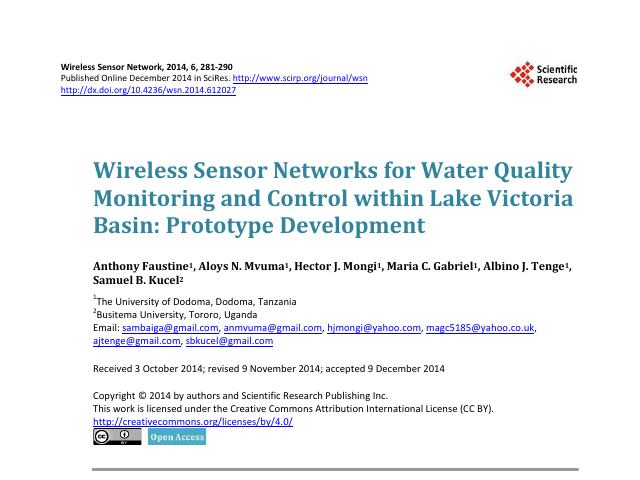 Wireless Sensor Network, 2014, 6, 281-290
Published Online December 2014 in SciRes. http://www.scirp.org/journal/wsn
http://dx.doi.org/10.4236/wsn.2014.612027
Scientific
Research
Wireless Sensor Networks for Water Quality
Monitoring and Control within Lake Victoria
Basin: Prototype Development
Anthony Faustine¹, Aloys N. Mvuma¹, Hector J. Mongi¹, Maria C. Gabriel¹, Albino J. Tenge¹,
Samuel B. Kucel²
¹The University of Dodoma, Dodoma, Tanzania
²Busitema University, Tororo, Uganda
Email: sambaiga@gmail.com, anmvuma@gmail.com, hjmongi@yahoo.com, magc5185@yahoo.co.uk,
ajtenge@gmail.com, sbkucel@gmail.com
Received 3 October 2014; revised 9 November 2014; accepted 9 December 2014
Copyright © 2014 by authors and Scientific Research Publishing Inc.
This work is licensed under the Creative Commons Attribution International License (CC BY).
http://creativecommons.org/licenses/by/4.0/
cc BY Open Access